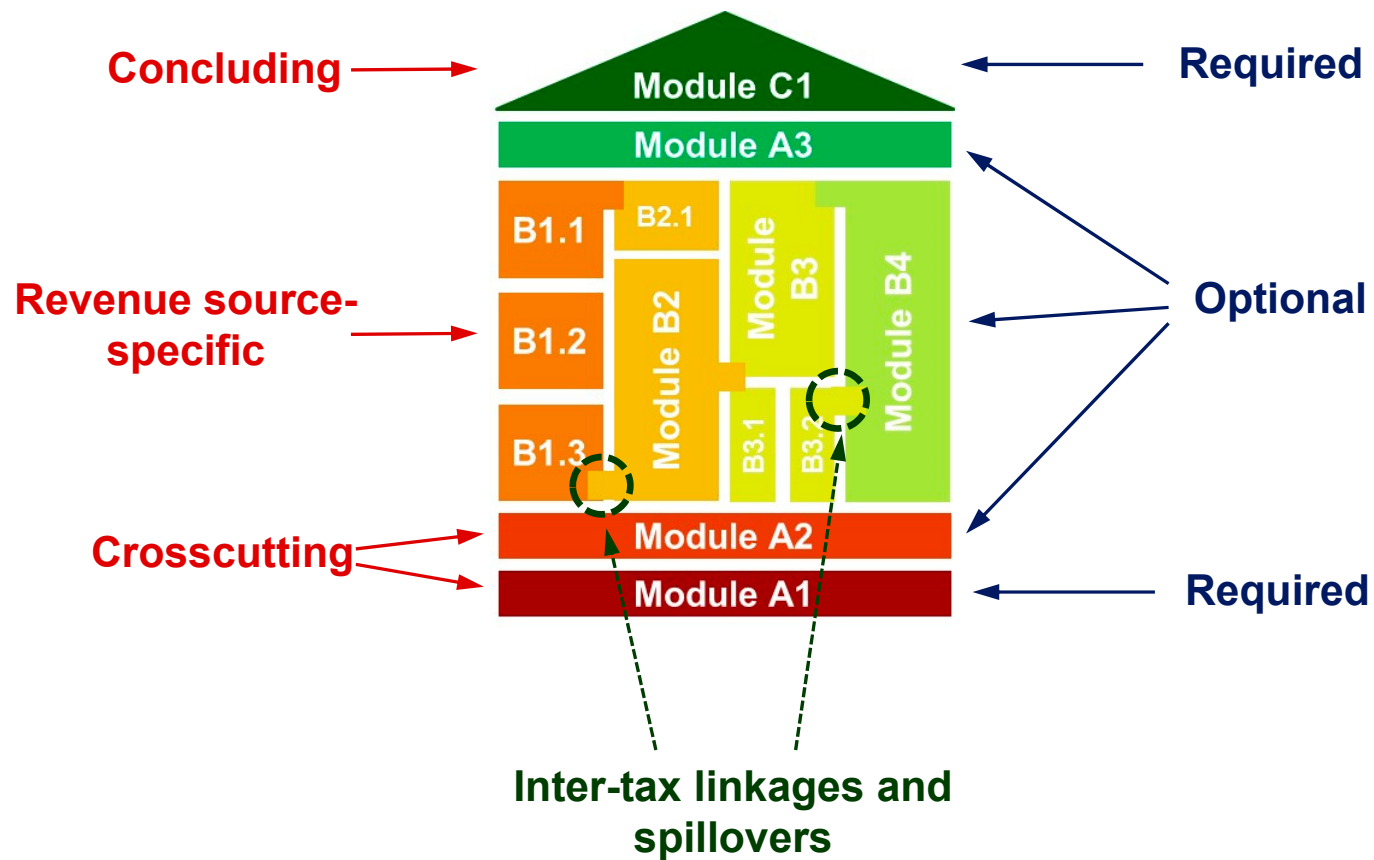 Concluding
Module C1
Required
Module A3
B1.1
B2.1
Module
B3
Module B4
Revenue source-
specific
B1.2
Module B2
Optional
B1.3
B3.1
B3.2
Crosscutting
Module A2
Module A1
Required
Inter-tax linkages and
spillovers